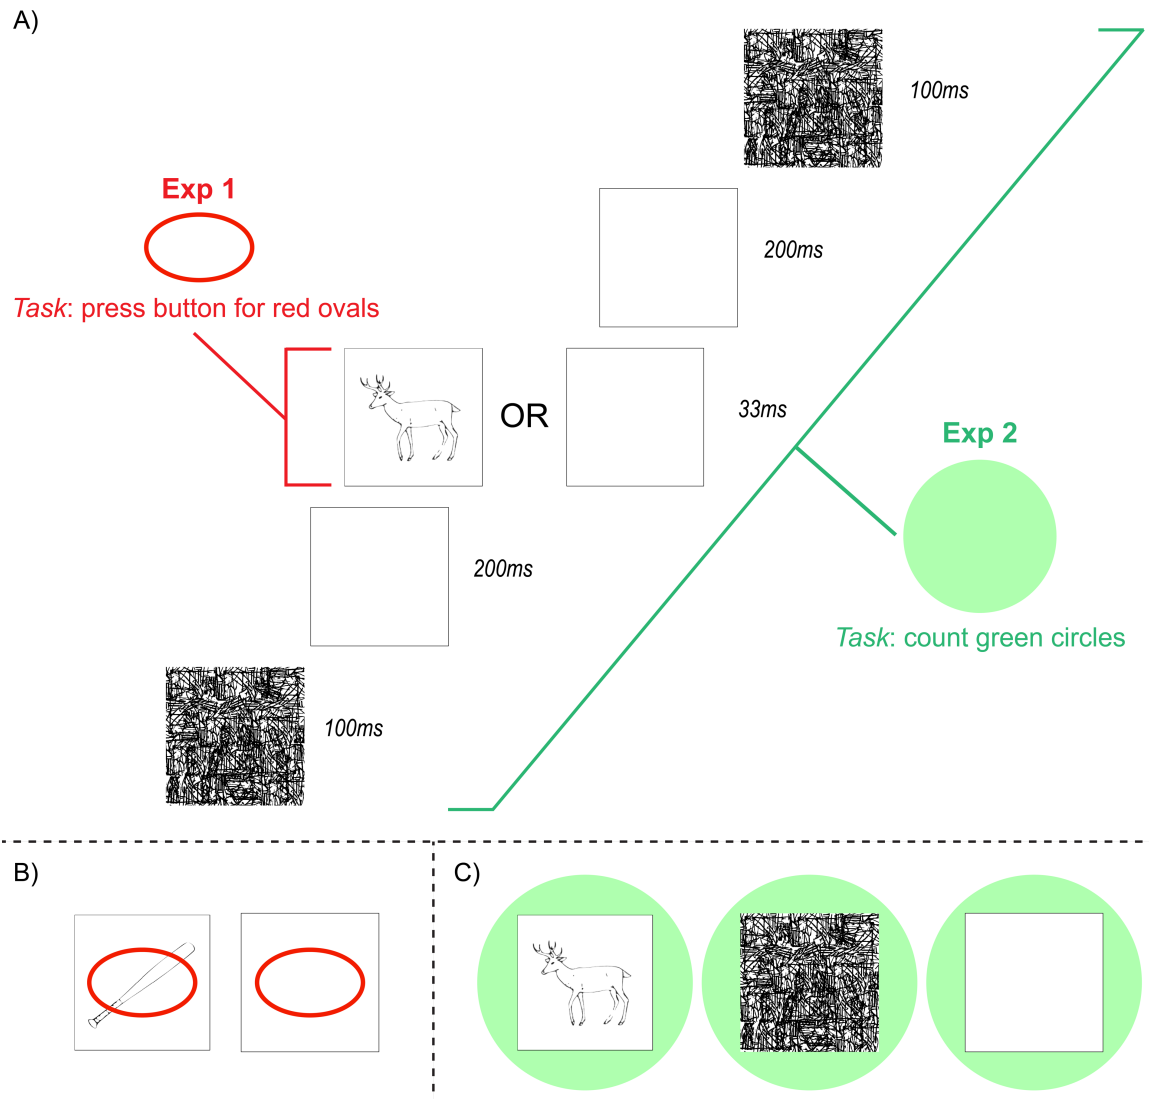 A)
100ms
Exp 1
200ms
Task: press button for red ovals
OR
33ms
Exp 2
200ms
Task: count green circles
100ms
B)
C)